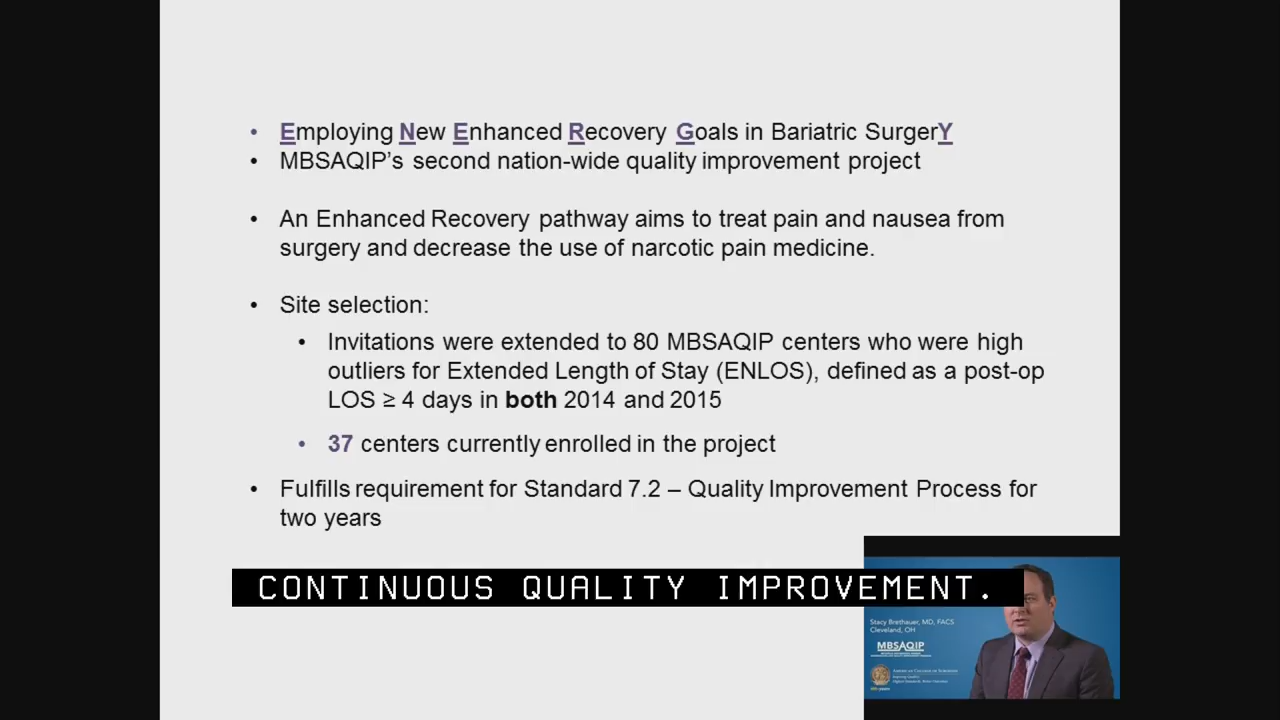 • Employing New Enhanced Recovery Goals in Bariatric SurgerY
• MBSAQIP's second nation-wide quality improvement project
• An Enhanced Recovery pathway aims to treat pain and nausea from
surgery and decrease the use of narcotic pain medicine.
• Site selection:
• Invitations were extended to 80 MBSAQIP centers who were high
outliers for Extended Length of Stay (ENLOS), defined as a post-op
LOS ≥ 4 days in both 2014 and 2015
• 37 centers currently enrolled in the project
• Fulfills requirement for Standard 7.2 – Quality Improvement Process for
two years
CONTINUOUS QUALITY IMPROVEMENT.
Stacy Brethauer, MD, FACS
Cleveland, OH
MBSAQIP